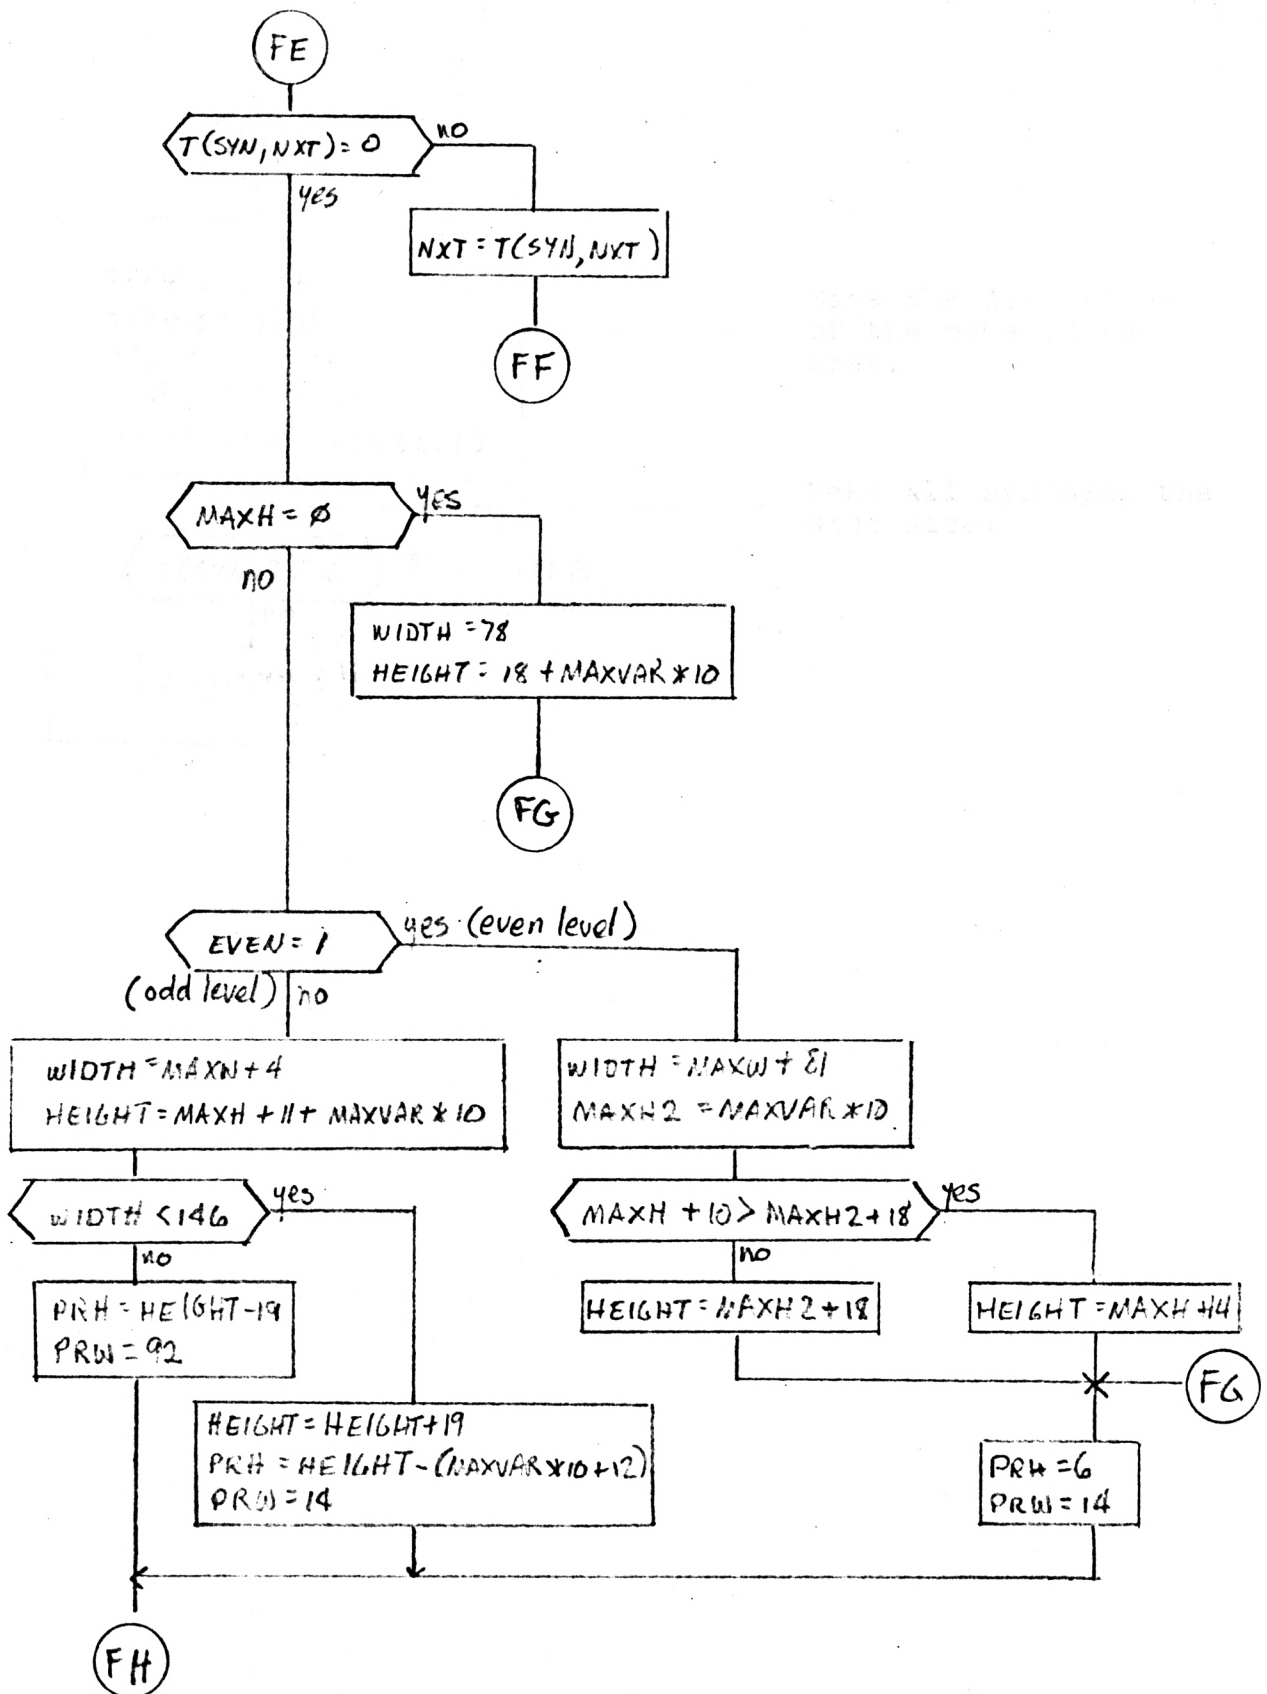 FE
T(SYN,NXT)=0
no
yes
NXT=T(SYN,NXT)
FF
MAXH=Ø
yes
no
WIDTH=78
HEIGHT=18+MAXVAR*10
FG
EVEN=1
yes (even level)
(odd level) no
WIDTH=MAXW+4
HEIGHT=MAXH+11+MAXVAR*10
WIDTH=MAXW+81
MAXH2=MAXVAR*10
WIDTH<146
yes
no
MAXH+10>MAXH2+18
yes
no
PRH=HEIGHT-19
PRW=92
HEIGHT=MAXH2+18
HEIGHT=MAXH+14
FG
HEIGHT=HEIGHT+19
PRH=HEIGHT-(MAXVAR*10+12)
PRW=14
PRH=6
PRW=14
FH